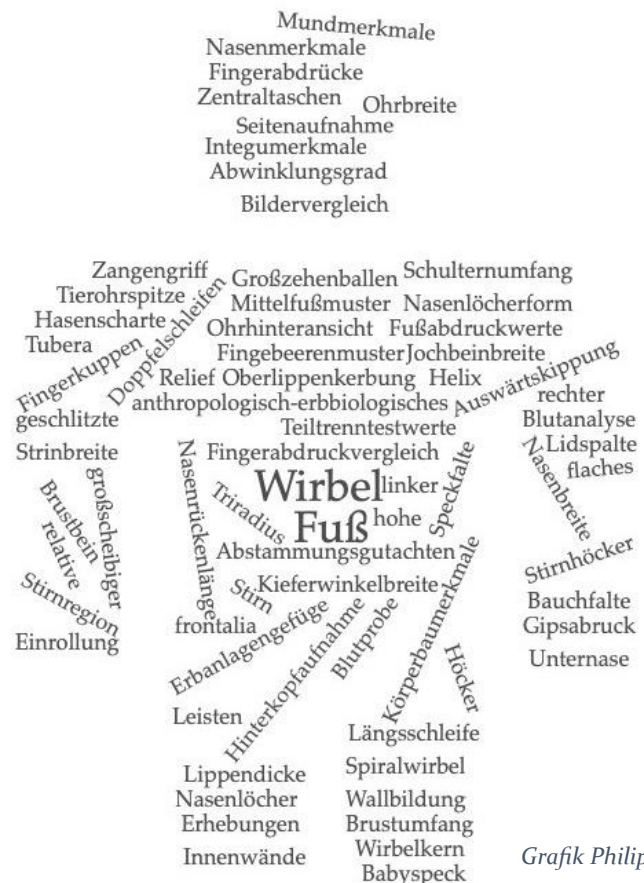 Mundmerkmale
Nasenmerkmale
Fingerabdrücke
Zentraltaschen
Ohrbreite
Seitenaufnahme
Integumerkmale
Abwinklungsgrad
Bildervergleich
Zangengriff
Tierohrspitze
Hasenscharte
Tubera
Fingerkuppen
Doppfelschleifen
Großzehenballen
Schulternumfang
Mittelfußmuster
Nasenlöcherform
Ohrhinteransicht
Fußabdruckwerte
Fingebeerenmuster
Jochbeinbreite
Relief
Oberlippenkerbung
Helix
Auswärtskippung
geschlitzte
anthropologisch-erbbiologisches
rechter
Teiltrenntestwerte
Blutanalyse
Strinbreite
Fingerabdruckvergleich
Lidspalte
flaches
Nasenbreite
großscheibiger
Brustbein
relative
Nasenrückenlänge
Triradius
Wirbel
linker
Speckfalte
Fuß
hohe
Abstammungsgutachten
Stirnhöcker
Stirnregion
Stirn
Kieferwinkelbreite
Körperbaumerkmale
Bauchfalte
Einrollung
frontalia
Erbanlagengefüge
Hinterkopfaufnahme
Blutprobe
Höcker
Gipsabruck
Unternase
Leisten
Längsschleife
Lippendicke
Spiralwirbel
Nasenlöcher
Wallbildung
Erhebungen
Brustumfang
Innenwände
Wirbelkern
Babyspeck
Grafik Philip